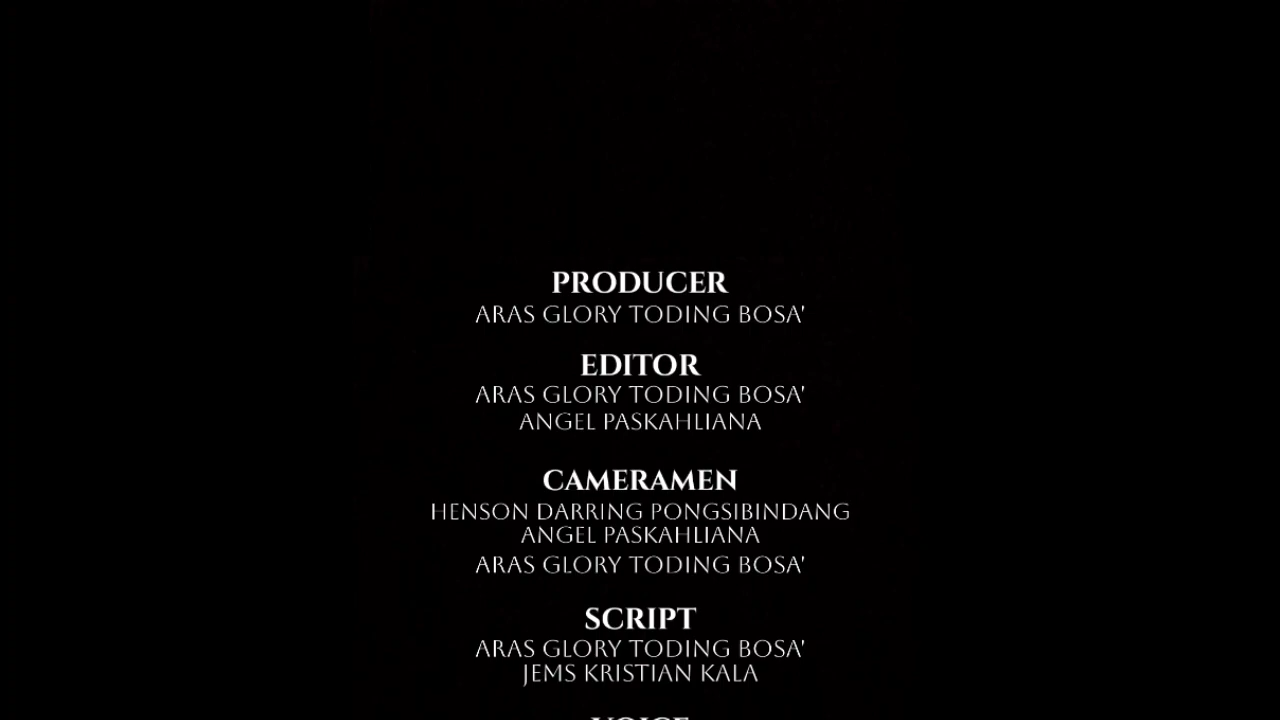 PRODUCER
ARAS GLORY TODING BOSA'
EDITOR
ARAS GLORY TODING BOSA'
ANGEL PASKAHLIANA
CAMERAMEN
HENSON DARRING PONGSIBINDANG
ANGEL PASKAHLIANA
ARAS GLORY TODING BOSA'
SCRIPT
ARAS GLORY TODING BOSA'
JEMS KRISTIAN KALA